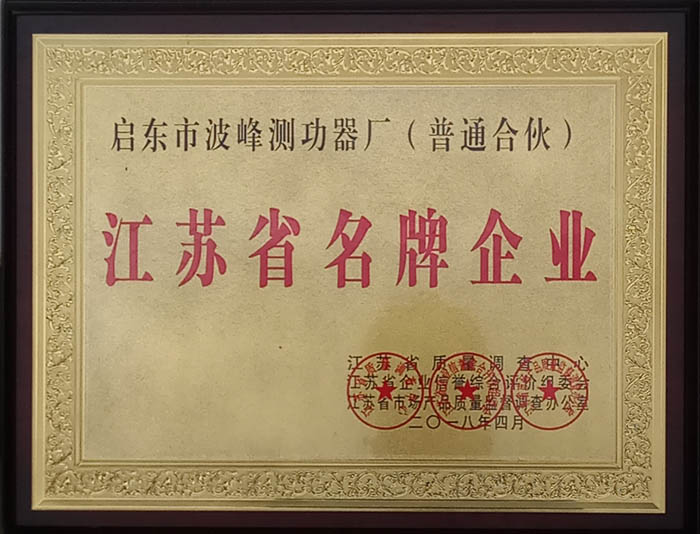 启东市波峰测功器厂（普通合伙）
江苏省名牌企业
江苏省质量调查中心
江苏省企业信誉综合评价组委会
江苏省市场产品质量监督调查办公室
二〇一八年四月